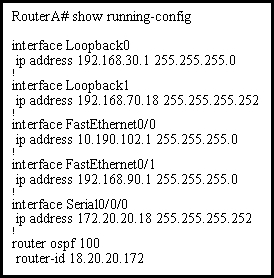 RouterA# show running-config
interface Loopback0
ip address 192.168.30.1 255.255.255.0
!
interface Loopback1
ip address 192.168.70.18 255.255.255.252
!
interface FastEthernet0/0
ip address 10.190.102.1 255.255.255.0
!
interface FastEthernet0/1
ip address 192.168.90.1 255.255.255.0
!
interface Serial0/0/0
ip address 172.20.20.18 255.255.255.252
!
router ospf 100
router-id 18.20.20.172